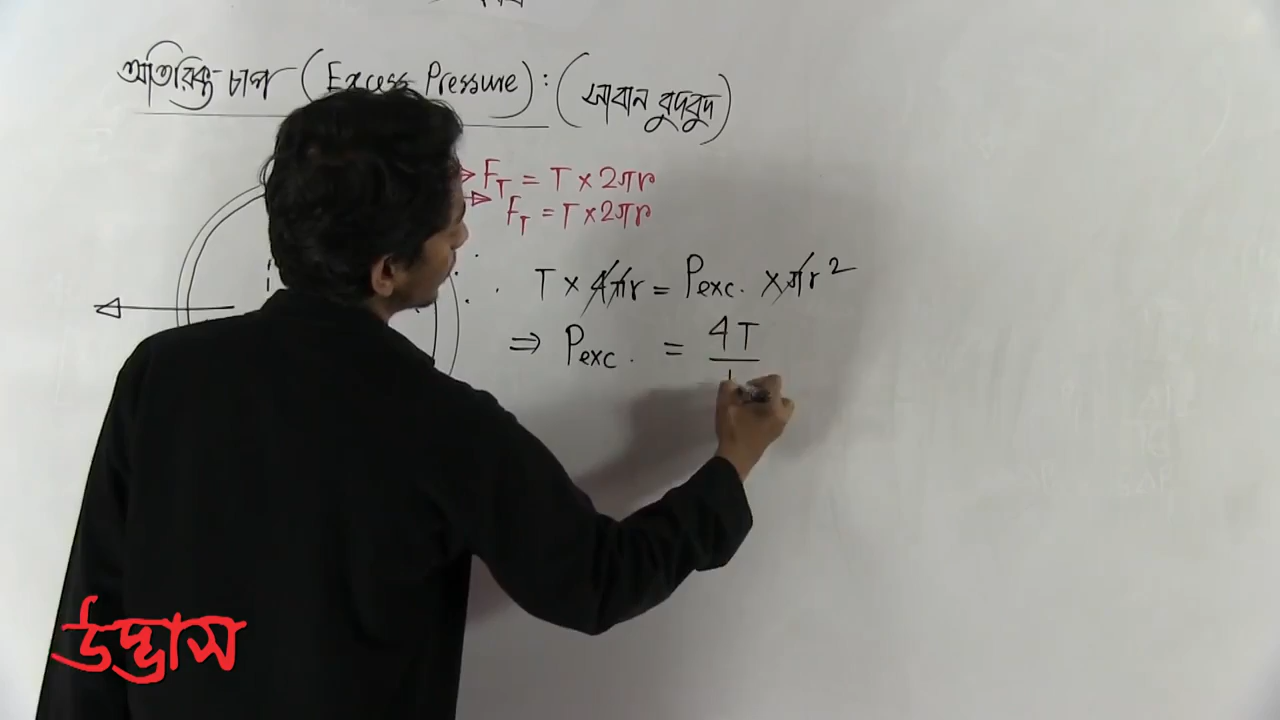 অতিরিক্ত চাপ (Excess Pressure) : (সাবান বুদবুদ)
F_T = T × 2πr
F_T = T × 2πr
∴ T × 4πr = P_exc. × πr²
⇒ P_exc. = 4T
উদ্ভাস